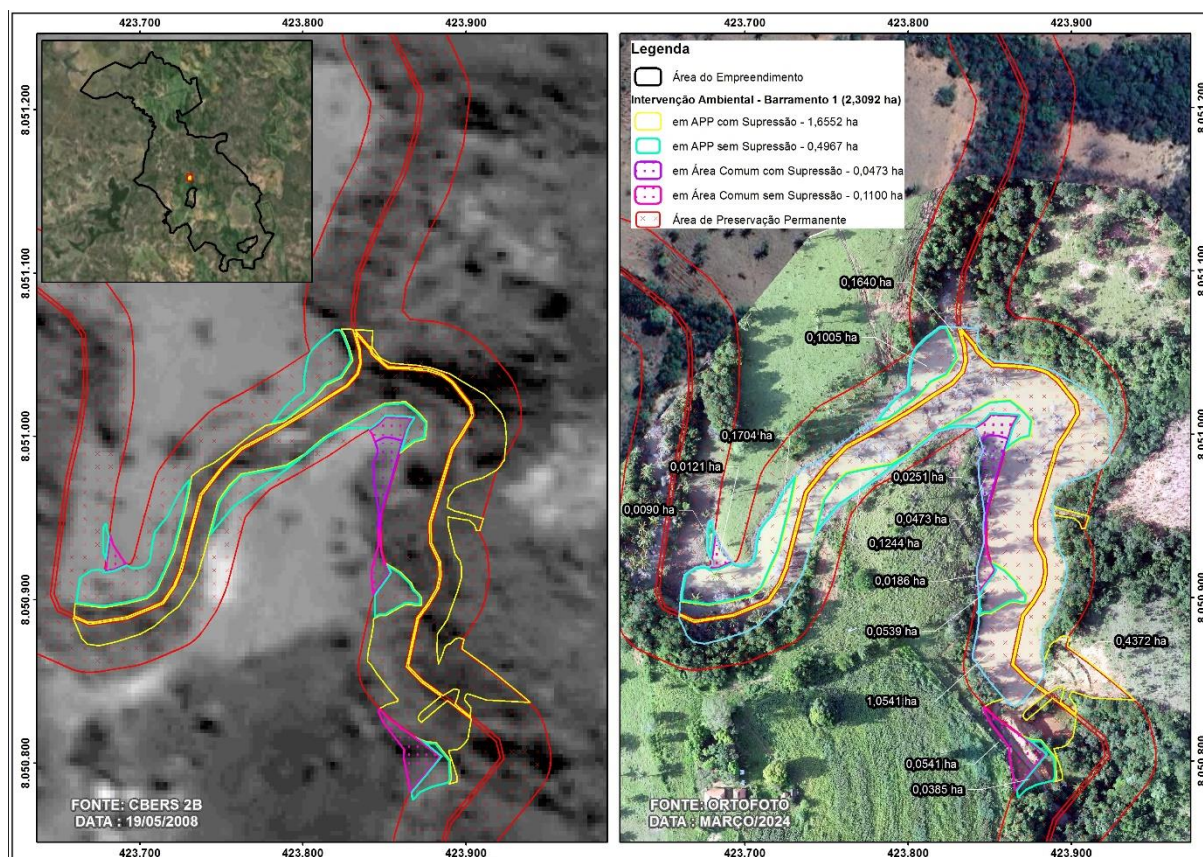 423.700
423.800
423.900
423.700
423.800
423.900
8.051.200
8.051.100
8.051.000
8.050.900
8.050.800
FONTE: CBERS 2B
DATA : 19/05/2008
Legenda
Área do Empreendimento
Intervenção Ambiental - Barramento 1 (2,3092 ha)
em APP com Supressão - 1,6552 ha
em APP sem Supressão - 0,4967 ha
em Área Comum com Supressão - 0,0473 ha
em Área Comum sem Supressão - 0,1100 ha
Área de Preservação Permanente
0,1640 ha
0,1005 ha
0,1704 ha
0,0121 ha
0,0090 ha
0,0251 ha
0,0473 ha
0,1244 ha
0,0186 ha
0,0539 ha
0,4372 ha
1,0541 ha
0,0541 ha
0,0385 ha
FONTE: ORTOFOTO
DATA : MARÇO/2024
8.051.200
8.051.100
8.051.000
8.050.900
8.050.800
423.700
423.800
423.900
423.700
423.800
423.900